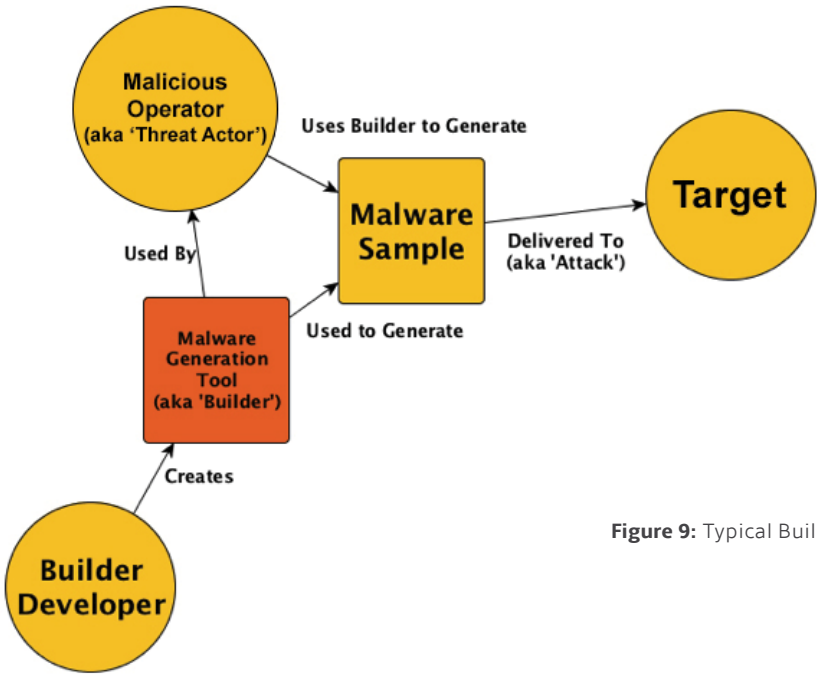 Malicious
Operator
(aka ‘Threat Actor’)
Uses Builder to Generate
Malware
Sample
Target
Delivered To
(aka 'Attack')
Used By
Used to Generate
Malware
Generation
Tool
(aka 'Builder')
Creates
Builder
Developer
Figure 9: Typical Buil